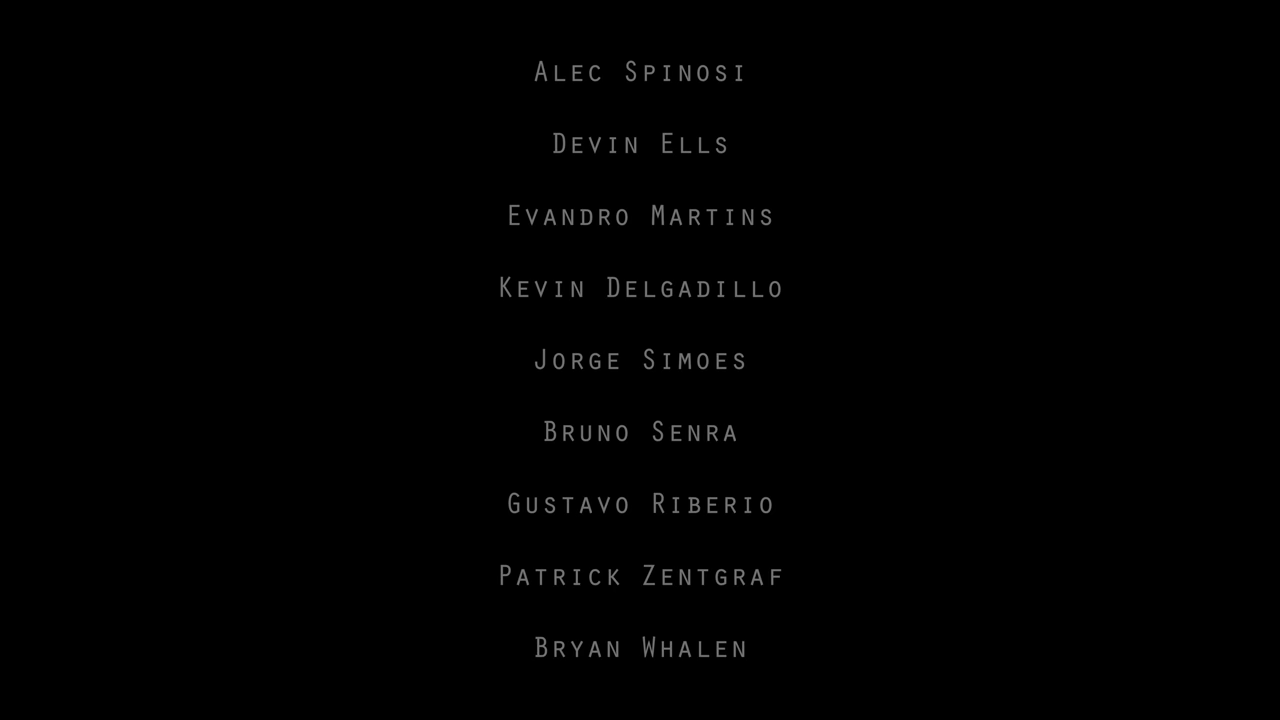 Alec Spinosi
Devin Ells
Evandro Martins
Kevin Delgadillo
Jorge Simoes
Bruno Senra
Gustavo Riberio
Patrick Zentgraf
Bryan Whalen